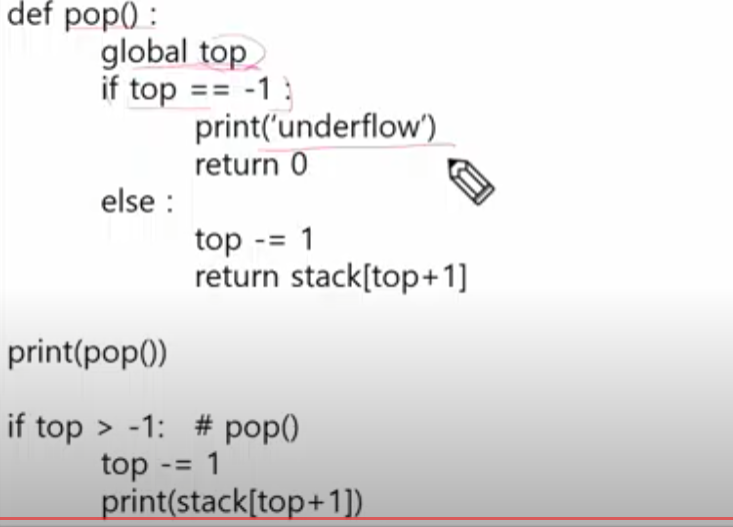 def pop() :
global top
if top == -1 :
print('underflow')
return 0
else :
top -= 1
return stack[top+1]
print(pop())
if top > -1: # pop()
top -= 1
print(stack[top+1])